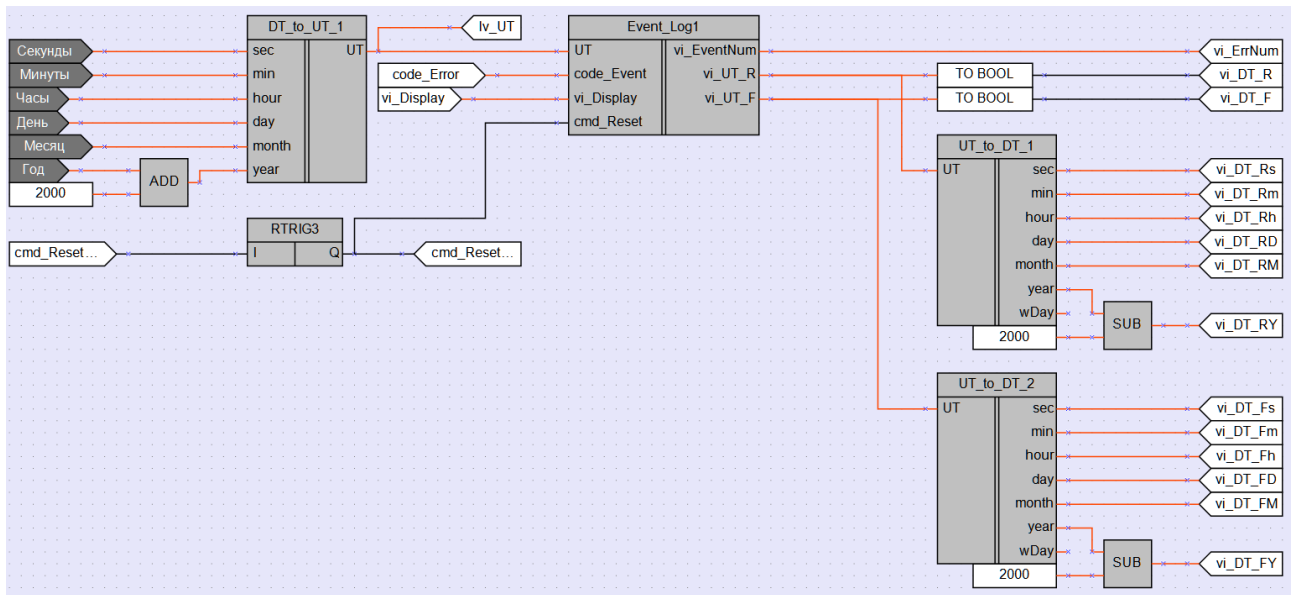 DT_to_UT_1
Секунды
Минуты
Часы
День
Месяц
Год
2000
ADD
sec
min
hour
day
month
year
UT
lv_UT
code_Error
vi_Display
Event_Log1
UT
code_Event
vi_Display
cmd_Reset
vi_EventNum
vi_UT_R
vi_UT_F
TO BOOL
TO BOOL
vi_ErrNum
vi_DT_R
vi_DT_F
RTRIG3
cmd_Reset...
I
Q
cmd_Reset...
UT_to_DT_1
UT
sec
min
hour
day
month
year
wDay
2000
SUB
vi_DT_Rs
vi_DT_Rm
vi_DT_Rh
vi_DT_RD
vi_DT_RM
vi_DT_RY
UT_to_DT_2
UT
sec
min
hour
day
month
year
wDay
2000
SUB
vi_DT_Fs
vi_DT_Fm
vi_DT_Fh
vi_DT_FD
vi_DT_FM
vi_DT_FY